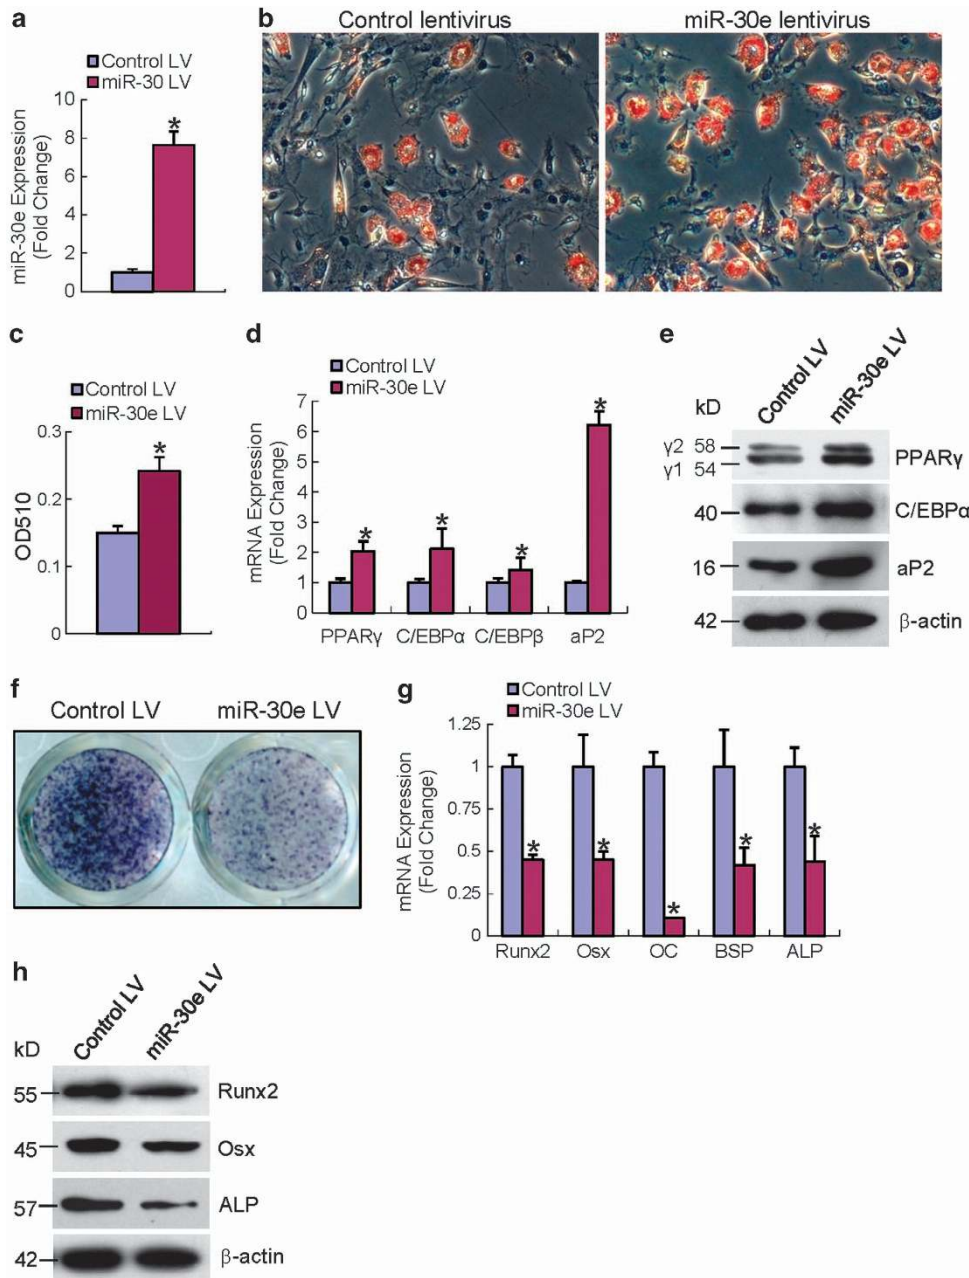 a
Control LV
miR-30 LV
miR-30e Expression
(Fold Change)
10
8
6
4
2
0
*
b
Control lentivirus
miR-30e lentivirus
c
Control LV
miR-30e LV
OD510
0.3
0.2
0.1
0
*
d
Control LV
miR-30e LV
mRNA Expression
(Fold Change)
7
6
5
4
3
2
1
0
* * * *
PPARγ C/EBPα C/EBPβ aP2
e
Control LV
miR-30e LV
kD
γ2 58
γ1 54
PPARγ
40 C/EBPα
16 aP2
42 β-actin
f
Control LV miR-30e LV
g
Control LV
miR-30e LV
mRNA Expression
(Fold Change)
1.25
1
0.75
0.5
0.25
0
* * * * *
Runx2 Osx OC BSP ALP
h
Control LV
miR-30e LV
kD
55 Runx2
45 Osx
57 ALP
42 β-actin